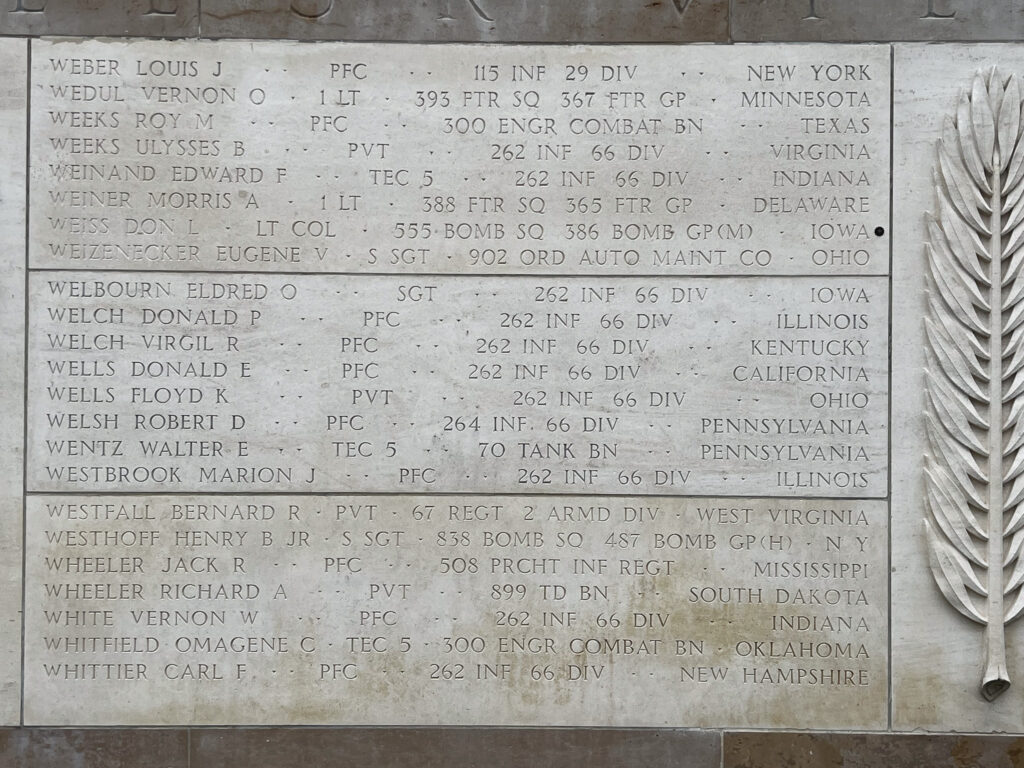 WEBER LOUIS J · · PFC · · 115 INF 29 DIV · · NEW YORK
WEDUL VERNON O · 1 LT · 393 FTR SQ 367 FTR GP · MINNESOTA
WEEKS ROY M · · PFC · · 300 ENGR COMBAT BN · · TEXAS
WEEKS ULYSSES B · · PVT · · 262 INF 66 DIV · · VIRGINIA
WEINAND EDWARD F · · TEC 5 · · 262 INF 66 DIV · · INDIANA
WEINER MORRIS A · 1 LT · 388 FTR SQ 365 FTR GP · DELAWARE
WEISS DON L · LT COL · 555 BOMB SQ 386 BOMB GP(M) · IOWA
WEIZENECKER EUGENE V · S SGT · 902 ORD AUTO MAINT CO · OHIO
WELBOURN ELDRED O · · SGT · · 262 INF 66 DIV · · IOWA
WELCH DONALD P · · PFC · · 262 INF 66 DIV · · ILLINOIS
WELCH VIRGIL R · · PFC · · 262 INF 66 DIV · · KENTUCKY
WELLS DONALD E · · PFC · · 262 INF 66 DIV · · CALIFORNIA
WELLS FLOYD K · · PVT · · 262 INF 66 DIV · · OHIO
WELSH ROBERT D · · PFC · · 264 INF 66 DIV · · PENNSYLVANIA
WENTZ WALTER E · · TEC 5 · · 70 TANK BN · · PENNSYLVANIA
WESTBROOK MARION J · · PFC · · 262 INF 66 DIV · · ILLINOIS
WESTFALL BERNARD R · PVT · 67 REGT 2 ARMD DIV · WEST VIRGINIA
WESTHOFF HENRY B JR · S SGT · 838 BOMB SQ 487 BOMB GP(H) · N Y
WHEELER JACK R · · PFC · · 508 PRCHT INF REGT · · MISSISSIPPI
WHEELER RICHARD A · · PVT · · 899 TD BN · · SOUTH DAKOTA
WHITE VERNON W · · PFC · · 262 INF 66 DIV · · INDIANA
WHITFIELD OMAGENE C · TEC 5 · 300 ENGR COMBAT BN · OKLAHOMA
WHITTIER CARL F · · PFC · · 262 INF 66 DIV · · NEW HAMPSHIRE